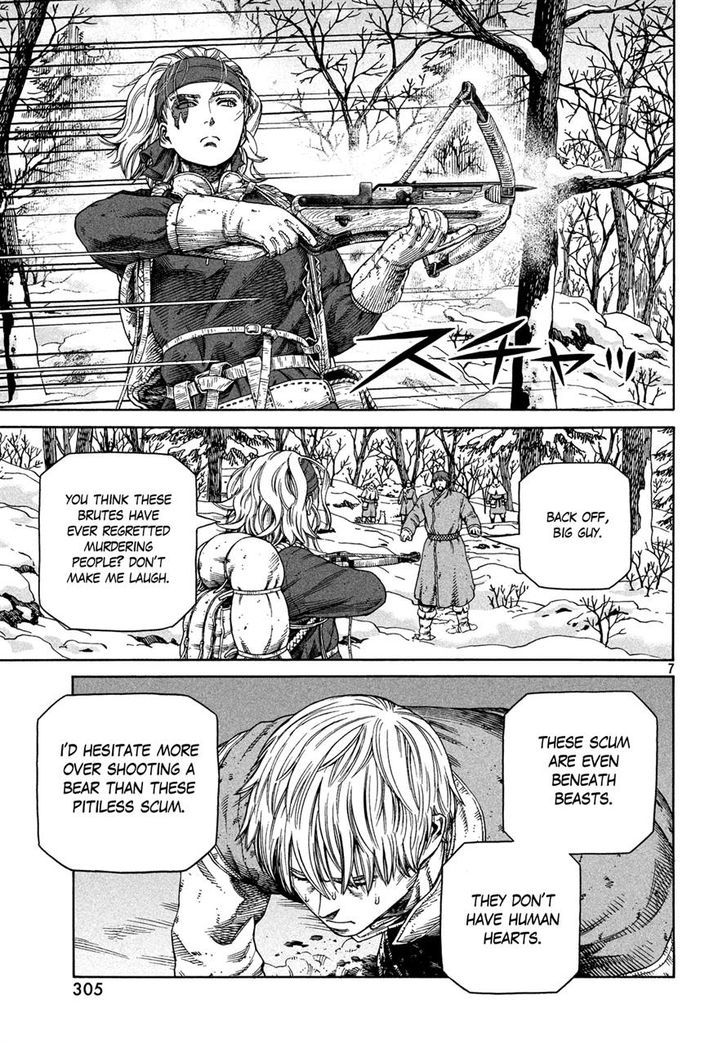 スチャッ
BACK OFF,
BIG GUY.
YOU THINK THESE
BRUTES HAVE
EVER REGRETTED
MURDERING
PEOPLE? DON'T
MAKE ME LAUGH.
7
THESE SCUM
ARE EVEN
BENEATH
BEASTS.
I'D HESITATE MORE
OVER SHOOTING A
BEAR THAN THESE
PITILESS SCUM.
THEY DON'T
HAVE HUMAN
HEARTS.
305